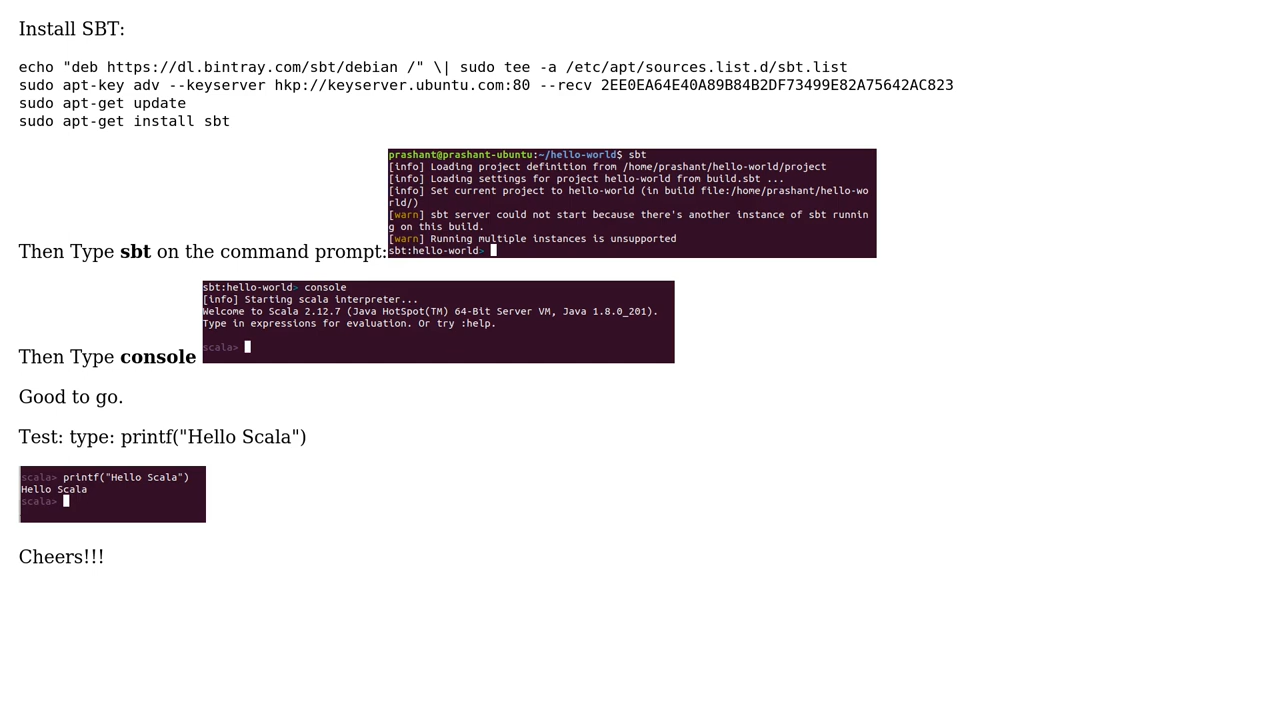 Install SBT:
echo "deb https://dl.bintray.com/sbt/debian /" \| sudo tee -a /etc/apt/sources.list.d/sbt.list
sudo apt-key adv --keyserver hkp://keyserver.ubuntu.com:80 --recv 2EE0EA64E40A89B84B2DF73499E82A75642AC823
sudo apt-get update
sudo apt-get install sbt
prashant@prashant-ubuntu:~/hello-world$ sbt
[info] Loading project definition from /home/prashant/hello-world/project
[info] Loading settings for project hello-world from build.sbt ...
[info] Set current project to hello-world (in build file:/home/prashant/hello-wo
rld/)
[warn] sbt server could not start because there's another instance of sbt runnin
g on this build.
[warn] Running multiple instances is unsupported
sbt:hello-world>
Then Type sbt on the command prompt:
sbt:hello-world> console
[info] Starting scala interpreter...
Welcome to Scala 2.12.7 (Java HotSpot(TM) 64-Bit Server VM, Java 1.8.0_201).
Type in expressions for evaluation. Or try :help.
scala>
Then Type console
Good to go.
Test: type: printf("Hello Scala")
scala> printf("Hello Scala")
Hello Scala
scala>
Cheers!!!